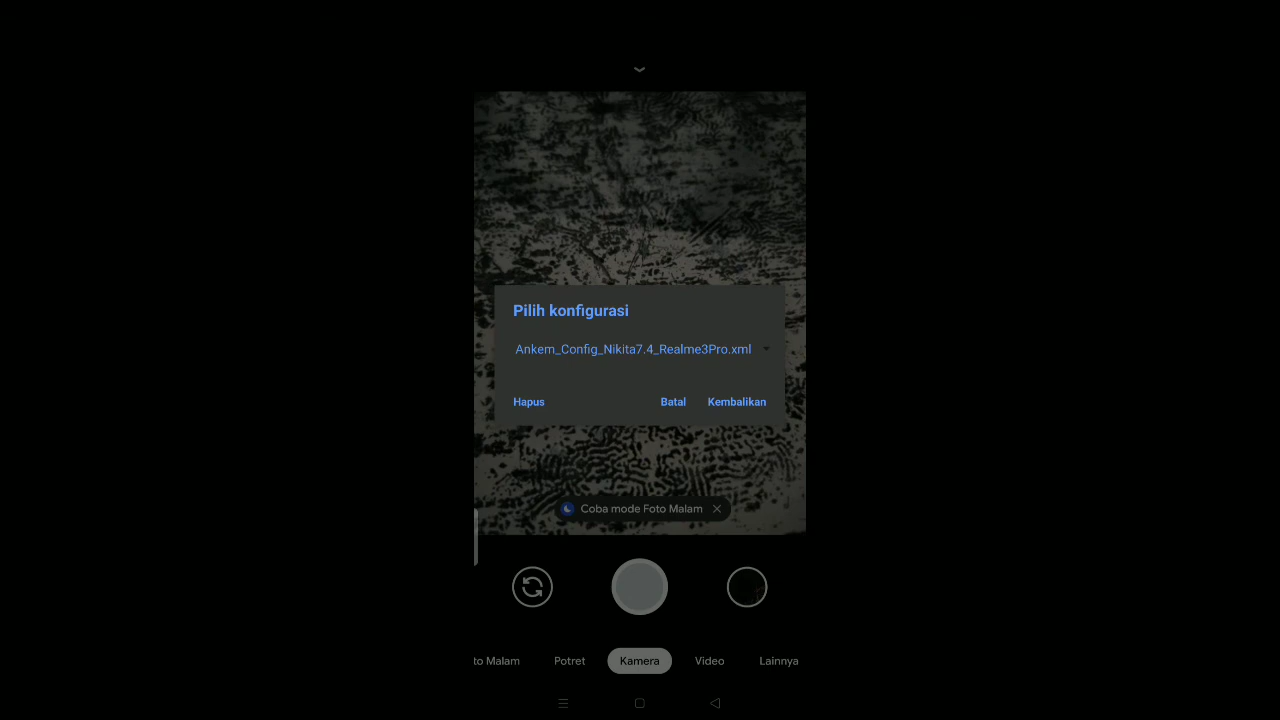 Pilih konfigurasi
Ankem_Config_Nikita7.4_Realme3Pro.xml
Hapus Batal Kembalikan
Coba mode Foto Malam
to Malam Potret Kamera Video Lainnya